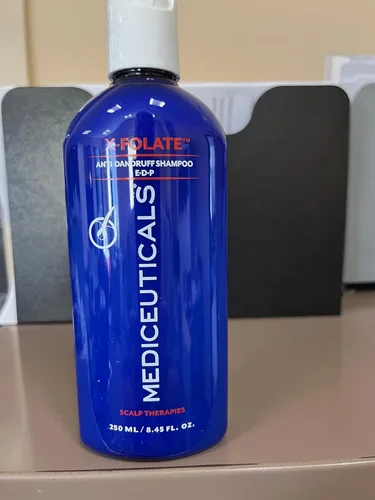 X-FOLATE™
ANTI-DANDRUFF SHAMPOO
E·D·P
MEDICEUTICALS®
SCALP THERAPIES
250 ML / 8.45 FL. OZ.